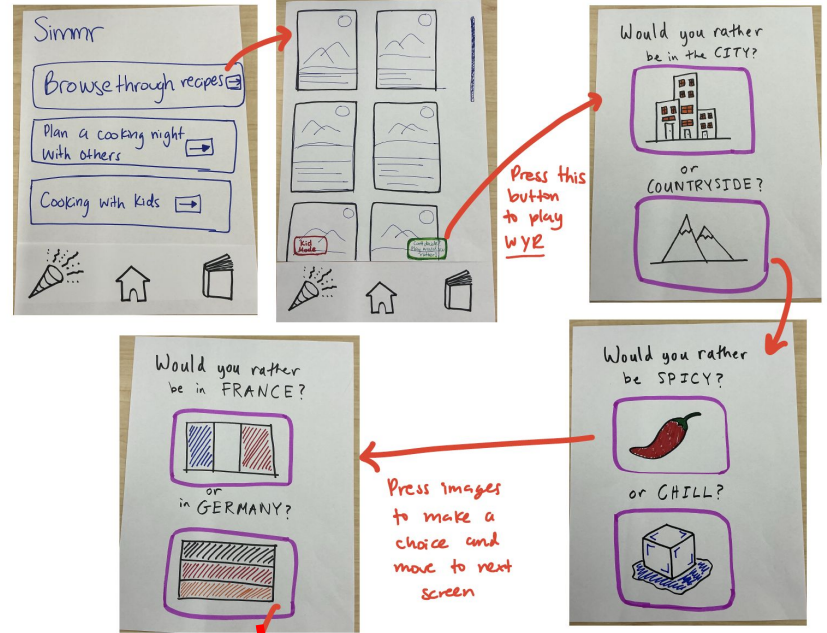 Simmr
Browse through recipes
Plan a cooking night
with others
Cooking with kids
Kid
Mode
Press this
button
to play
WYR
Would you rather
be in the CITY?
or
COUNTRYSIDE?
Would you rather
be SPICY?
or CHILL?
Press images
to make a
choice and
move to next
screen
Would you rather
be in FRANCE?
or
in GERMANY?